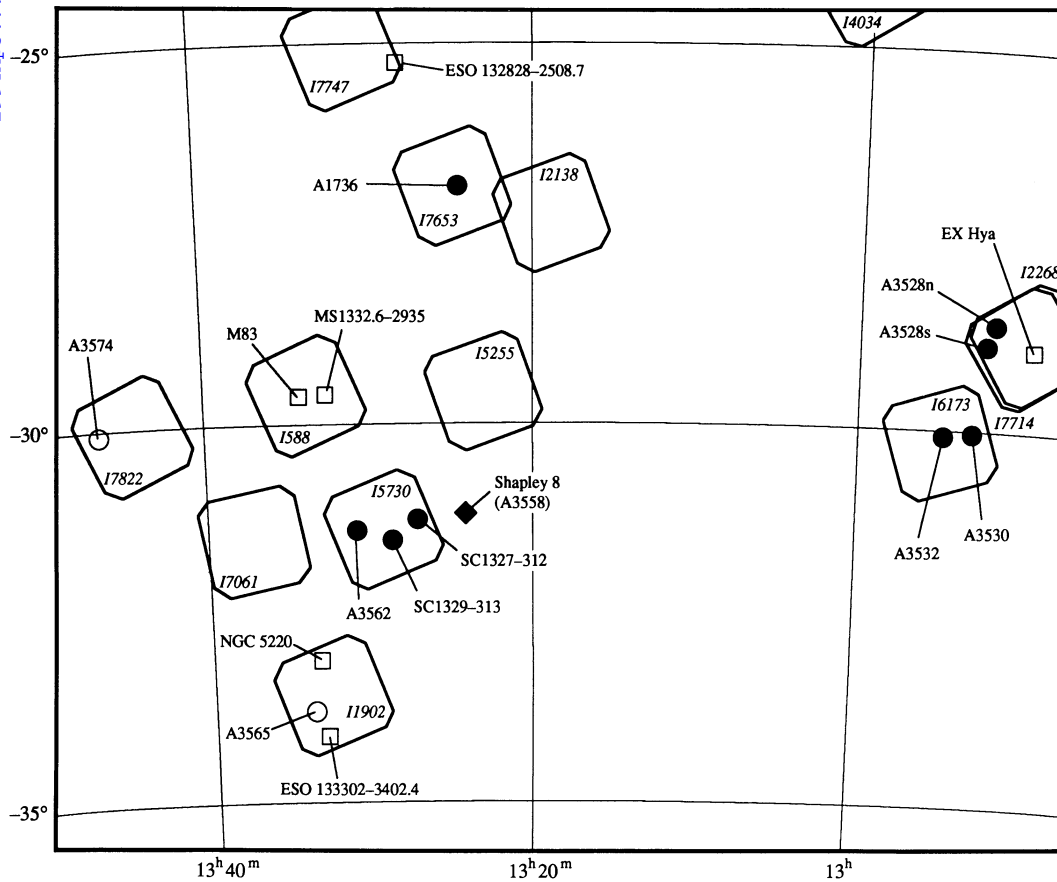 I4034
−25°
I7747
ESO 132828–2508.7
A1736
I7653
I2138
EX Hya
I2268
A3528n
A3528s
M83
MS1332.6–2935
A3574
I5255
I588
I6173
I7714
−30°
I7822
I5730
Shapley 8
(A3558)
A3530
A3532
SC1327–312
I7061
A3562
SC1329–313
NGC 5220
I1902
A3565
ESO 133302–3402.4
−35°
13ʰ40ᵐ
13ʰ20ᵐ
13ʰ